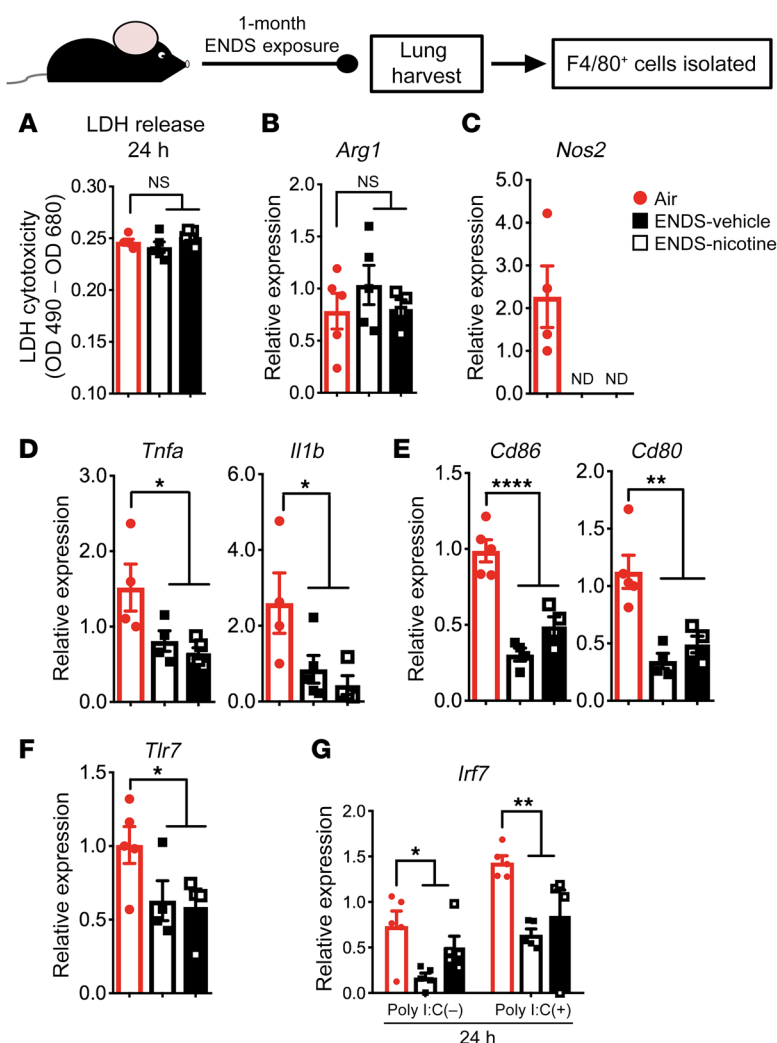 1-month
ENDS exposure
Lung
harvest
F4/80⁺ cells isolated
A
LDH release
24 h
LDH cytotoxicity
(OD 490 – OD 680)
0.30
0.25
0.20
0.10
NS
B
Arg1
Relative expression
2.0
1.5
1.0
0.5
0.0
NS
C
Nos2
Relative expression
5.0
4.0
3.0
2.0
1.0
0.0
ND ND
Air
ENDS-vehicle
ENDS-nicotine
D
Tnfa
Relative expression
3.0
1.5
1.0
0.0
*
Il1b
6.0
4.0
2.0
0.0
*
E
Cd86
Relative expression
1.5
1.0
0.5
0.0
****
Cd80
2.0
1.5
1.0
0.5
0.0
**
F
Tlr7
Relative expression
1.5
1.0
0.5
0.0
*
G
Irf7
Relative expression
2.0
1.5
1.0
0.5
0.0
*
**
Poly I:C(–) Poly I:C(+)
24 h